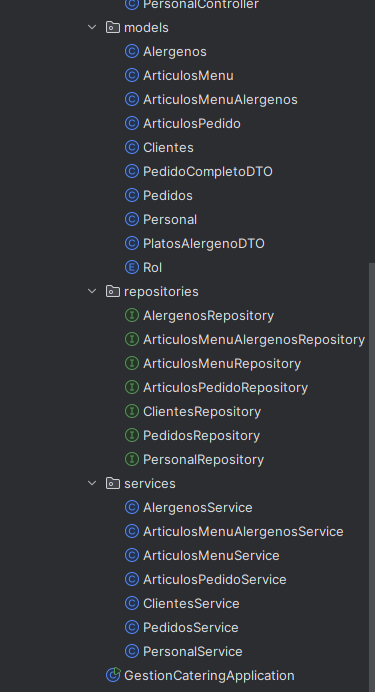 PersonalController
models
Alergenos
ArticulosMenu
ArticulosMenuAlergenos
ArticulosPedido
Clientes
PedidoCompletoDTO
Pedidos
Personal
PlatosAlergenoDTO
Rol
repositories
AlergenosRepository
ArticulosMenuAlergenosRepository
ArticulosMenuRepository
ArticulosPedidoRepository
ClientesRepository
PedidosRepository
PersonalRepository
services
AlergenosService
ArticulosMenuAlergenosService
ArticulosMenuService
ArticulosPedidoService
ClientesService
PedidosService
PersonalService
GestionCateringApplication